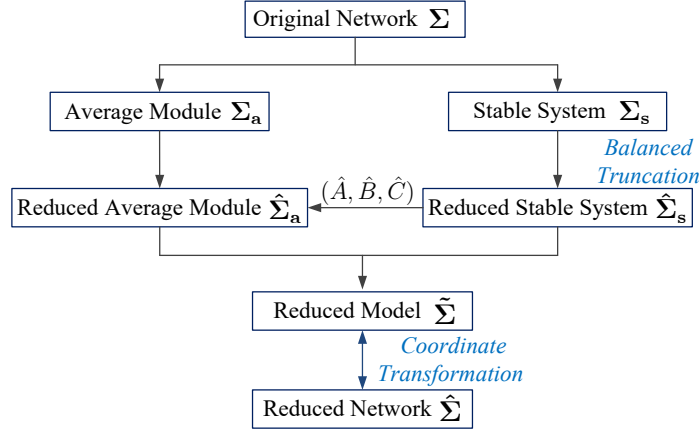 Original Network Σ
Average Module Σₐ
Stable System Σₛ
Balanced
Truncation
(Â, B̂, Ĉ)
Reduced Average Module Σ̂ₐ
Reduced Stable System Σ̂ₛ
Reduced Model Σ̃
Coordinate
Transformation
Reduced Network Σ̂